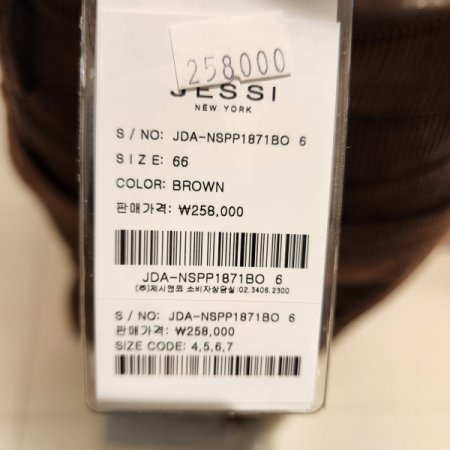 258000
JESSI
NEW YORK
S / NO: JDA-NSPP1871BO 6
SIZE: 66
COLOR: BROWN
판매가격: ₩258,000
JDA-NSPP1871BO 6
(주)제시앤코 소비자상담실:02.3406.2300
S / NO: JDA-NSPP1871BO 6
판매가격: ₩258,000
SIZE CODE: 4,5,6,7